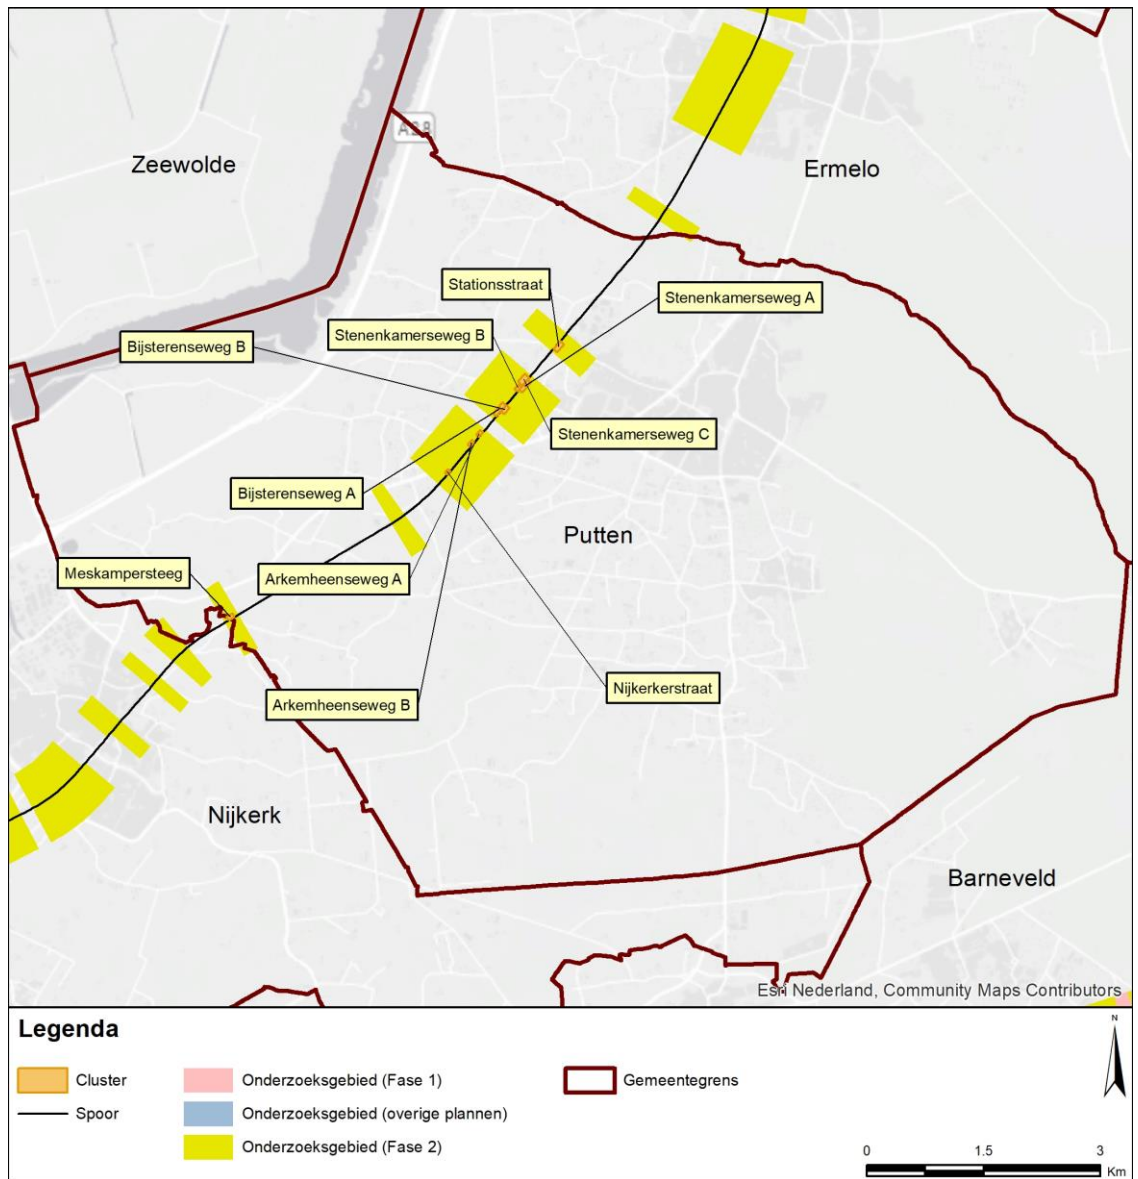 A28
Zeewolde
Ermelo
Stationsstraat
Stenenkamerseweg A
Stenenkamerseweg B
Bijsterenseweg B
Stenenkamerseweg C
Bijsterenseweg A
Putten
Meskampersteeg
Arkemheenseweg A
Nijkerkerstraat
Arkemheenseweg B
Nijkerk
Barneveld
Esri Nederland, Community Maps Contributors
Legenda
Cluster
Spoor
Onderzoeksgebied (Fase 1)
Onderzoeksgebied (overige plannen)
Onderzoeksgebied (Fase 2)
Gemeentegrens
N
0 1.5 3
Km